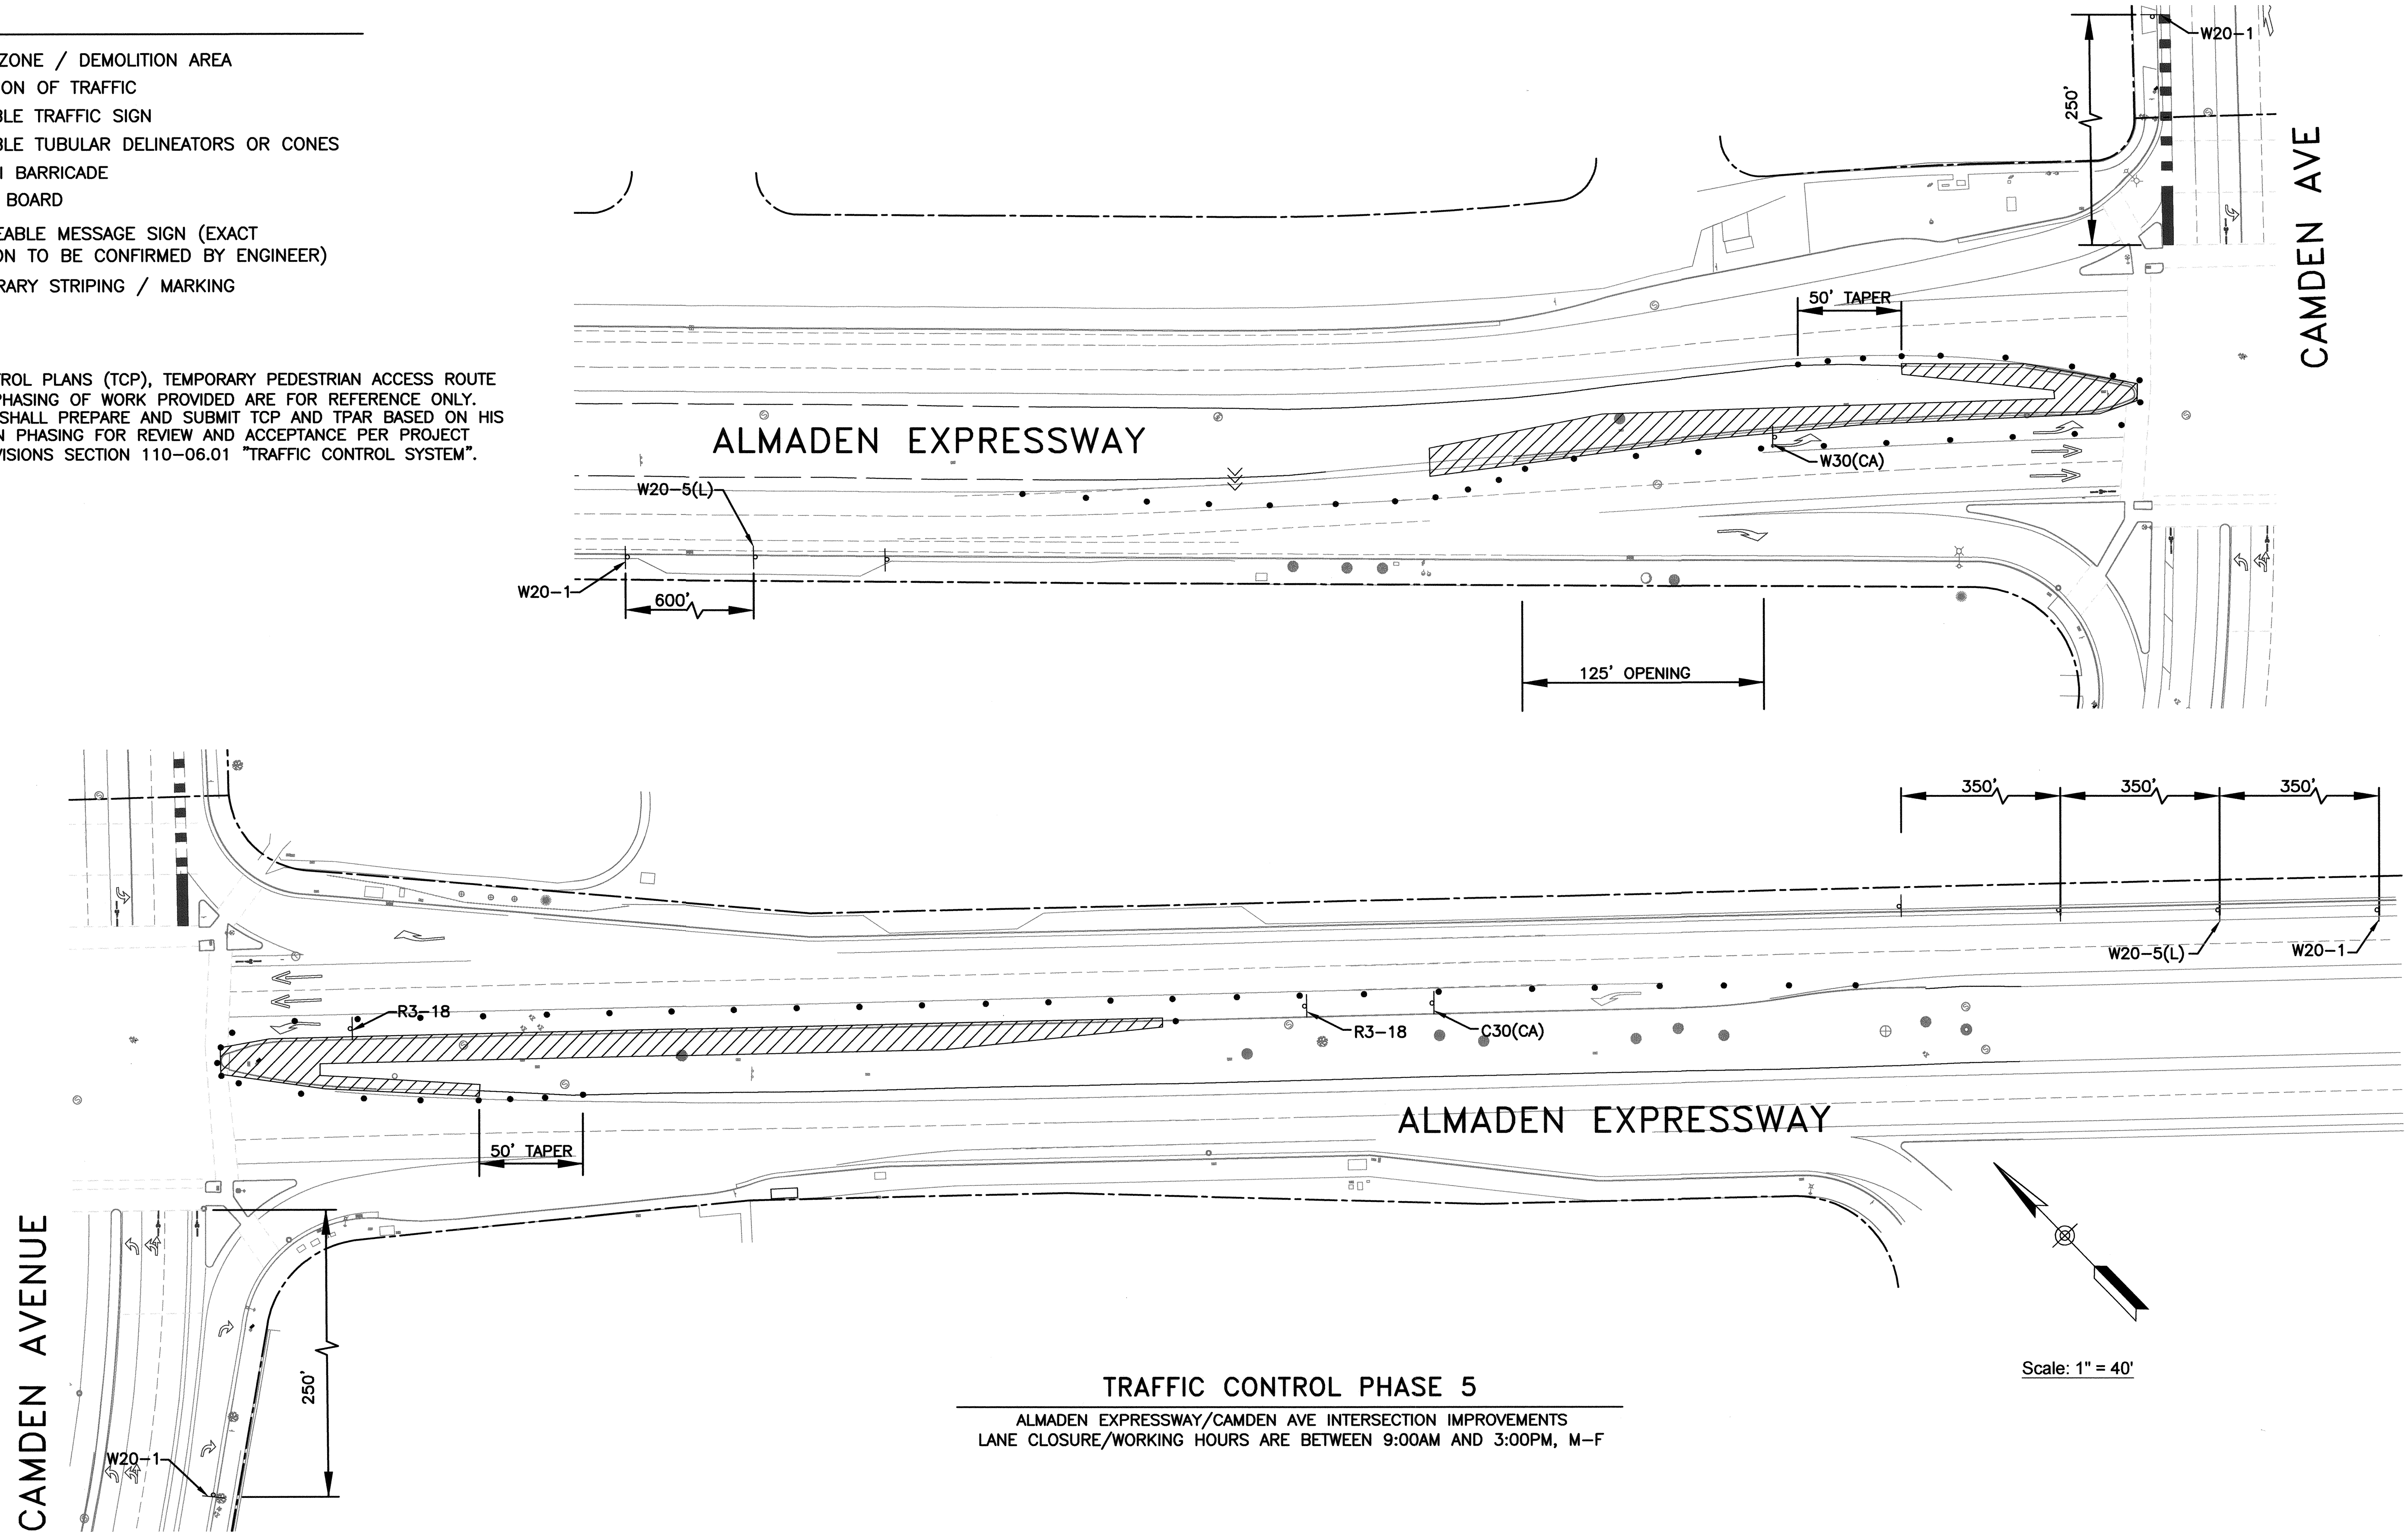 ZONE / DEMOLITION AREA
ON OF TRAFFIC
BLE TRAFFIC SIGN
BLE TUBULAR DELINEATORS OR CONES
I BARRICADE
BOARD
EABLE MESSAGE SIGN (EXACT
ON TO BE CONFIRMED BY ENGINEER)
RARY STRIPING / MARKING
TROL PLANS (TCP), TEMPORARY PEDESTRIAN ACCESS ROUTE
PHASING OF WORK PROVIDED ARE FOR REFERENCE ONLY.
SHALL PREPARE AND SUBMIT TCP AND TPAR BASED ON HIS
N PHASING FOR REVIEW AND ACCEPTANCE PER PROJECT
VISIONS SECTION 110-06.01 "TRAFFIC CONTROL SYSTEM".
W20-1
250'
CAMDEN AVE
50' TAPER
ALMADEN EXPRESSWAY
W30(CA)
W20-5(L)
W20-1
600'
125' OPENING
350'
350'
350'
W20-5(L)
W20-1
R3-18
R3-18
C30(CA)
50' TAPER
ALMADEN EXPRESSWAY
CAMDEN AVENUE
250'
W20-1
TRAFFIC CONTROL PHASE 5
ALMADEN EXPRESSWAY/CAMDEN AVE INTERSECTION IMPROVEMENTS
LANE CLOSURE/WORKING HOURS ARE BETWEEN 9:00AM AND 3:00PM, M-F
Scale: 1" = 40'